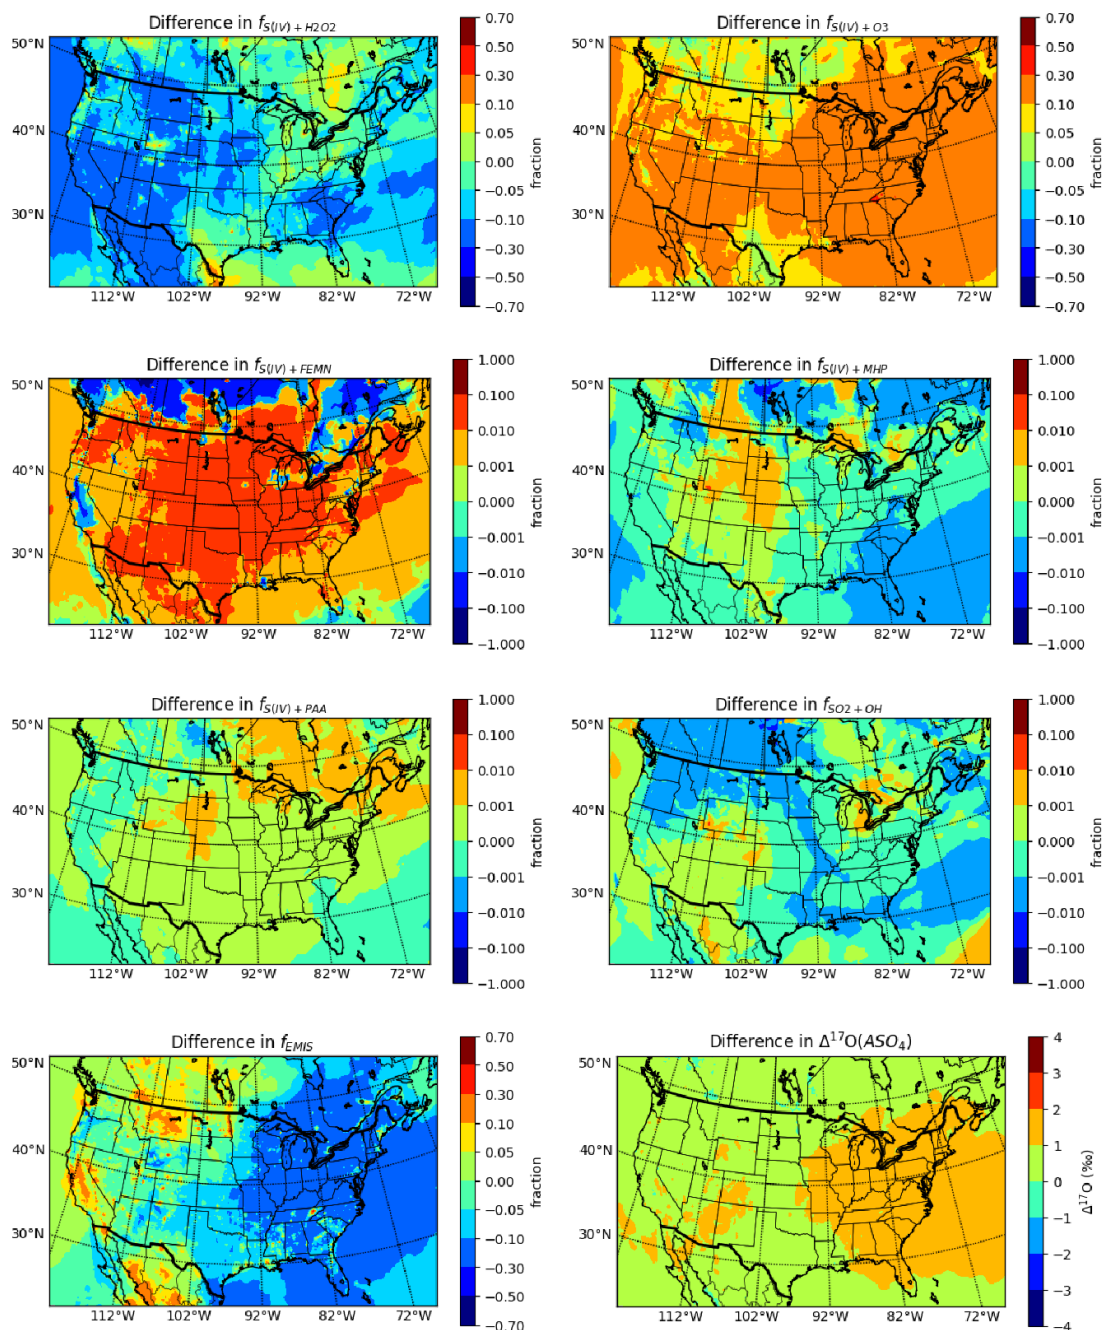 Difference in f_{S(IV)+H2O2}
50°N
40°N
30°N
112°W 102°W 92°W 82°W 72°W
0.70
0.50
0.30
0.10
0.05
0.00
−0.05
−0.10
−0.30
−0.50
−0.70
fraction
Difference in f_{S(IV)+O3}
50°N
40°N
30°N
112°W 102°W 92°W 82°W 72°W
0.70
0.50
0.30
0.10
0.05
0.00
−0.05
−0.10
−0.30
−0.50
−0.70
fraction
Difference in f_{S(IV)+FEMN}
50°N
40°N
30°N
112°W 102°W 92°W 82°W 72°W
1.000
0.100
0.010
0.001
0.000
−0.001
−0.010
−0.100
−1.000
fraction
Difference in f_{S(IV)+MHP}
50°N
40°N
30°N
112°W 102°W 92°W 82°W 72°W
1.000
0.100
0.010
0.001
0.000
−0.001
−0.010
−0.100
−1.000
fraction
Difference in f_{S(IV)+PAA}
50°N
40°N
30°N
112°W 102°W 92°W 82°W 72°W
1.000
0.100
0.010
0.001
0.000
−0.001
−0.010
−0.100
−1.000
fraction
Difference in f_{SO2+OH}
50°N
40°N
30°N
112°W 102°W 92°W 82°W 72°W
1.000
0.100
0.010
0.001
0.000
−0.001
−0.010
−0.100
−1.000
fraction
Difference in f_{EMIS}
50°N
40°N
30°N
112°W 102°W 92°W 82°W 72°W
0.70
0.50
0.30
0.10
0.05
0.00
−0.05
−0.10
−0.30
−0.50
−0.70
fraction
Difference in Δ¹⁷O(ASO₄)
50°N
40°N
30°N
112°W 102°W 92°W 82°W 72°W
4
3
2
1
0
−1
−2
−3
−4
Δ¹⁷O (‰)